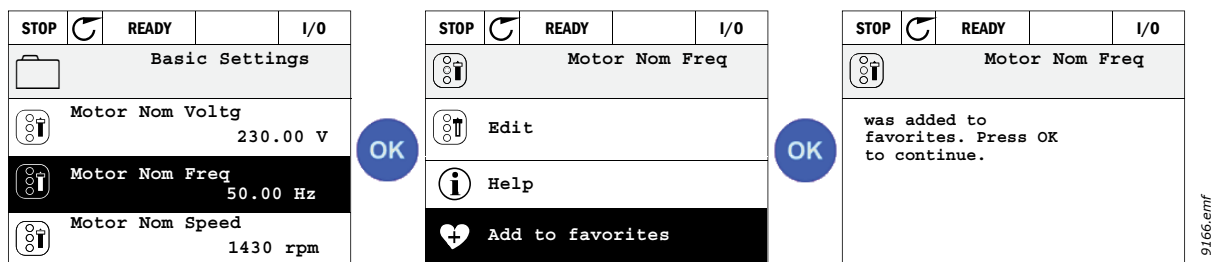 STOP READY I/O
Basic Settings
Motor Nom Voltg
230.00 V
Motor Nom Freq
50.00 Hz
Motor Nom Speed
1430 rpm
OK
STOP READY I/O
Motor Nom Freq
Edit
Help
Add to favorites
OK
STOP READY I/O
Motor Nom Freq
was added to
favorites. Press OK
to continue.
9166.emf